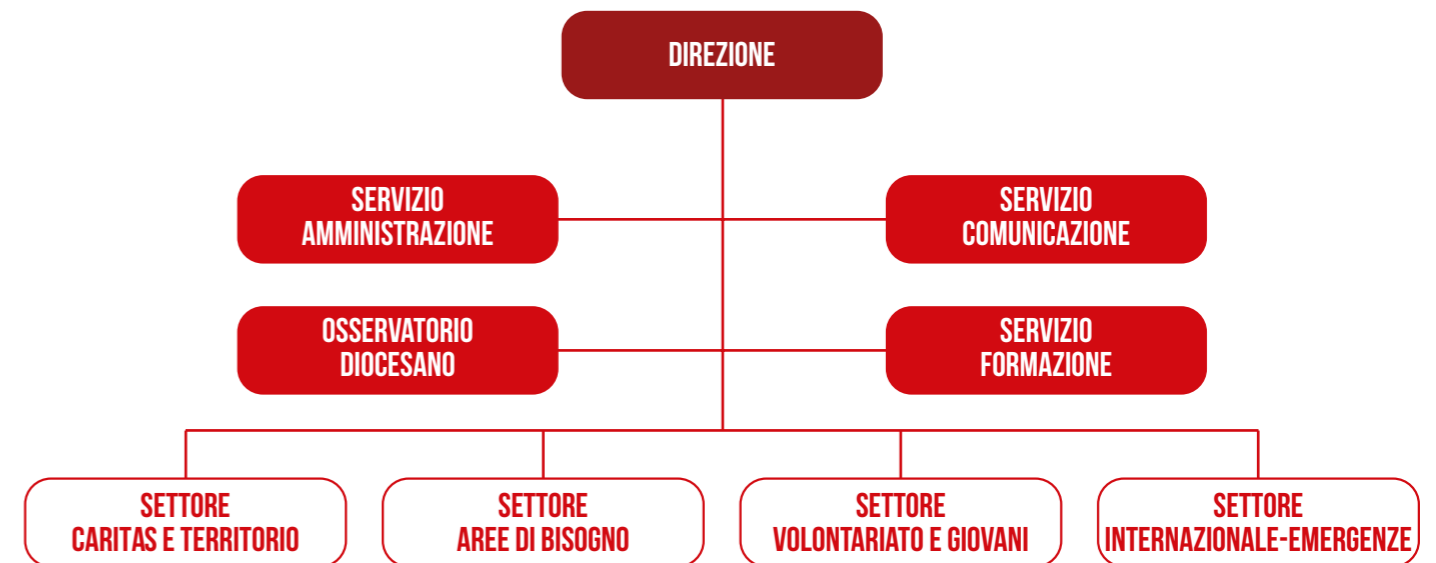 DIREZIONE
SERVIZIO
AMMINISTRAZIONE
SERVIZIO
COMUNICAZIONE
OSSERVATORIO
DIOCESANO
SERVIZIO
FORMAZIONE
SETTORE
CARITAS E TERRITORIO
SETTORE
AREE DI BISOGNO
SETTORE
VOLONTARIATO E GIOVANI
SETTORE
INTERNAZIONALE-EMERGENZE